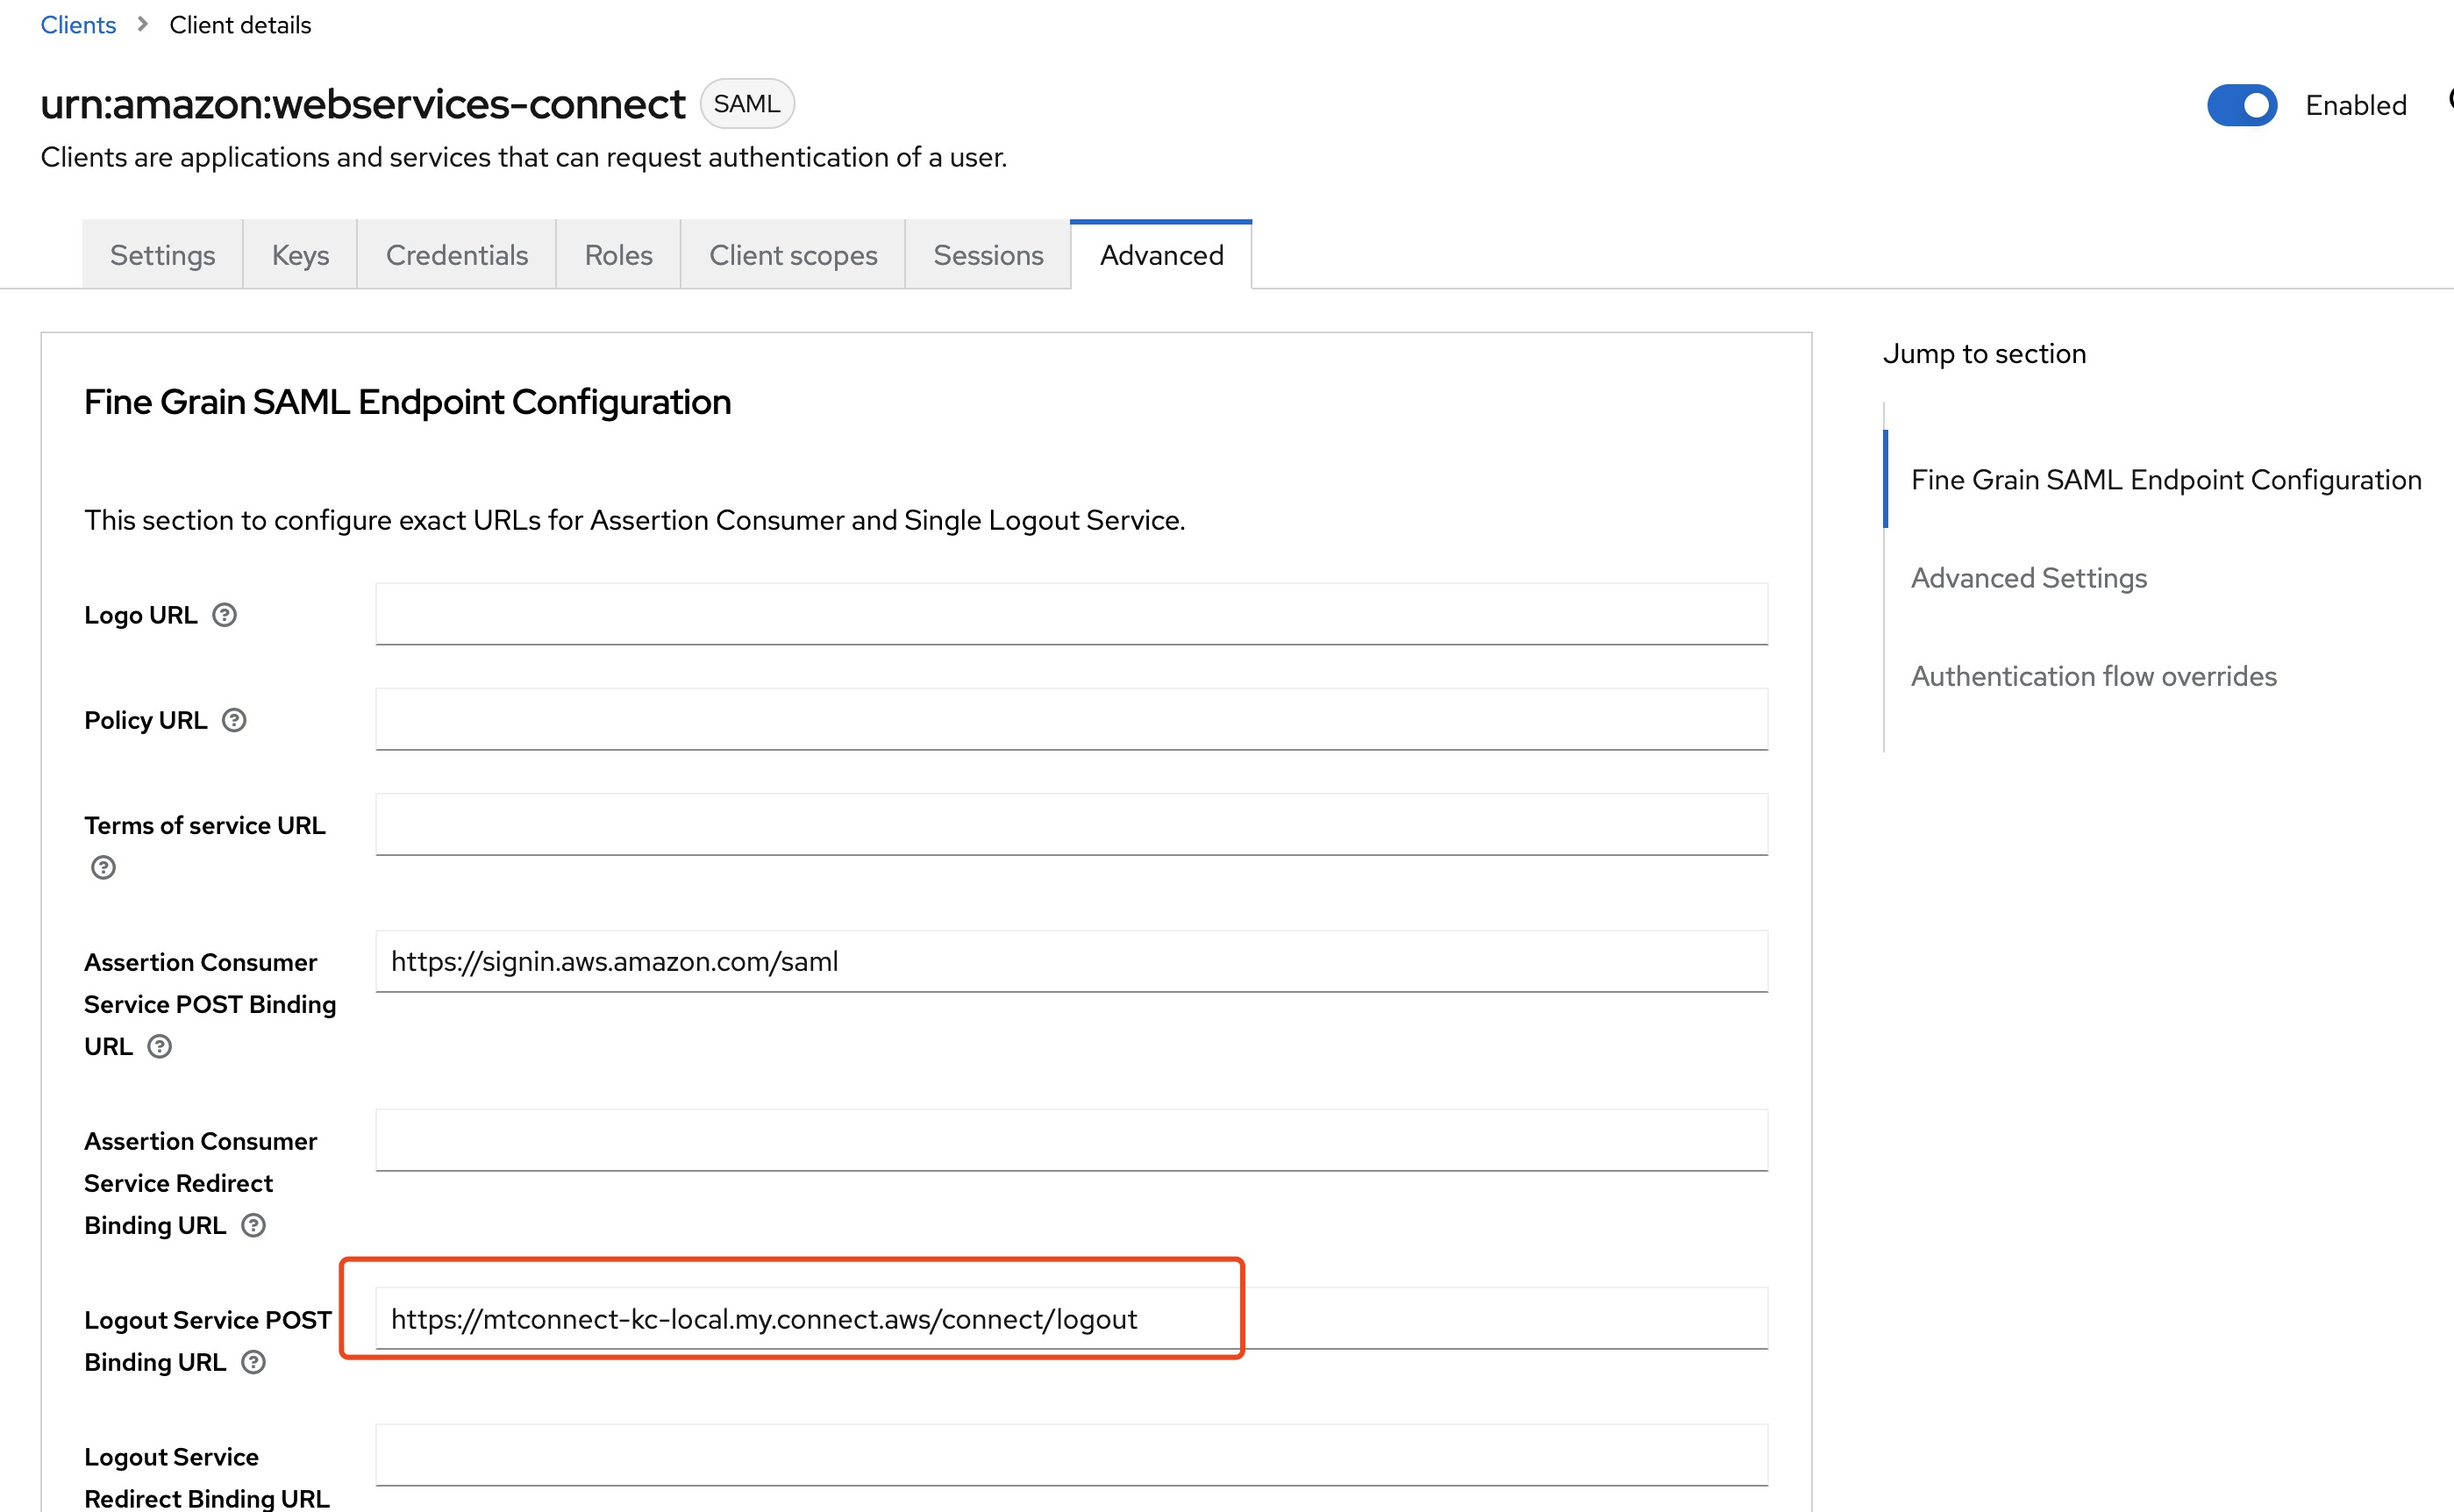 Clients > Client details
urn:amazon:webservices-connect SAML
Enabled
Clients are applications and services that can request authentication of a user.
Settings Keys Credentials Roles Client scopes Sessions Advanced
Fine Grain SAML Endpoint Configuration
This section to configure exact URLs for Assertion Consumer and Single Logout Service.
Logo URL
Policy URL
Terms of service URL
Assertion Consumer
Service POST Binding
URL
https://signin.aws.amazon.com/saml
Assertion Consumer
Service Redirect
Binding URL
Logout Service POST
Binding URL
https://mtconnect-kc-local.my.connect.aws/connect/logout
Logout Service
Redirect Binding URL
Jump to section
Fine Grain SAML Endpoint Configuration
Advanced Settings
Authentication flow overrides